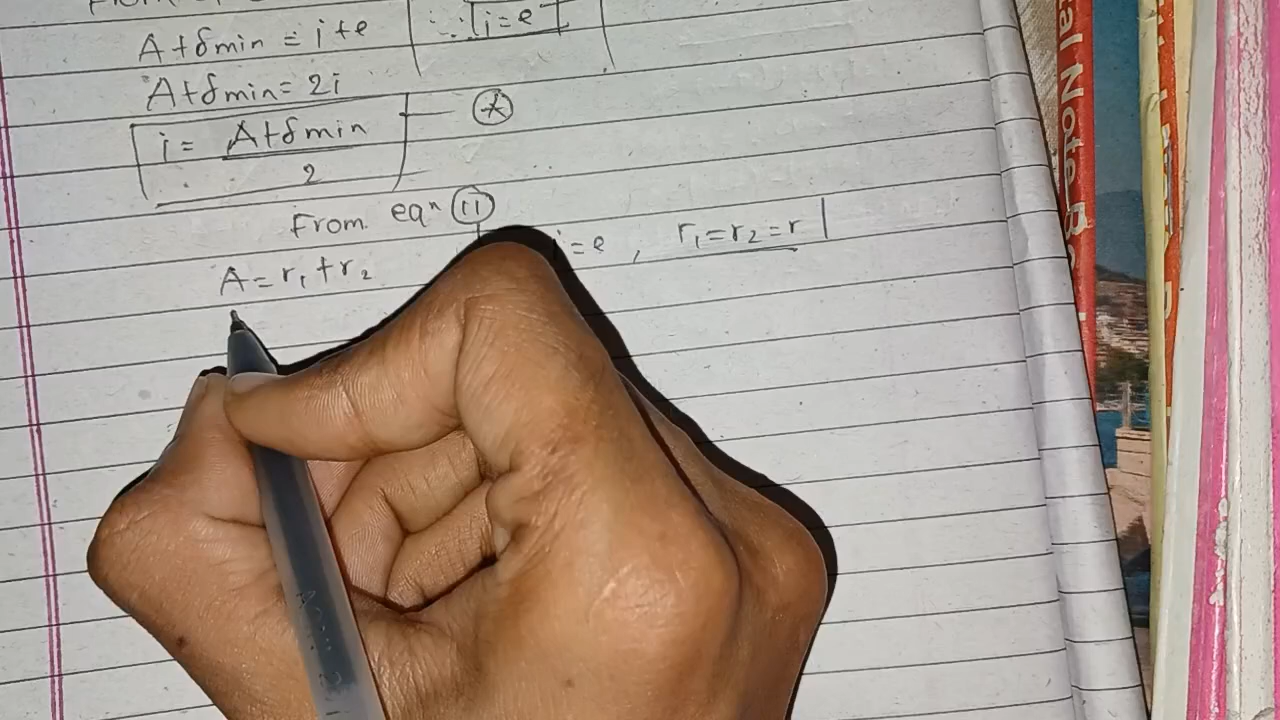 A+δmin = i+e
∴ i=e
A+δmin = 2i
i = A+δmin / 2 — *
From eqⁿ 11
i=e , r₁=r₂=r
A = r₁+r₂